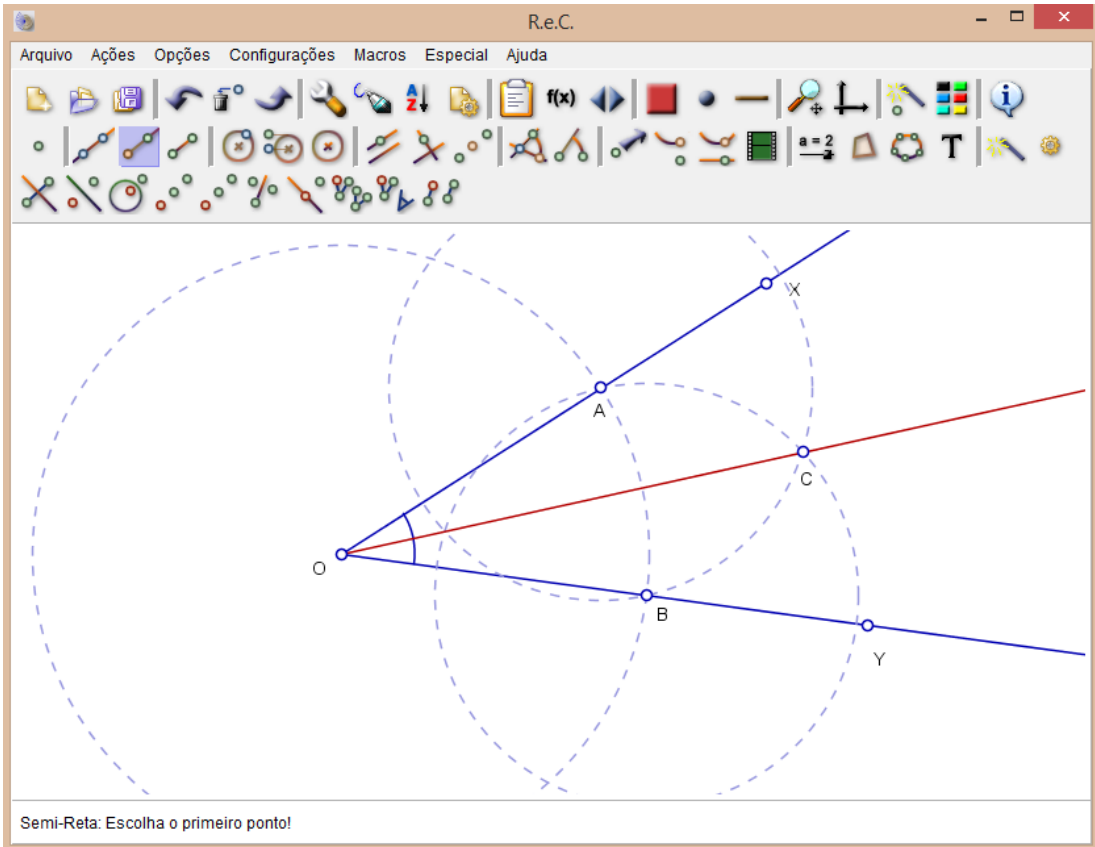 R.e.C.
Arquivo Ações Opções Configurações Macros Especial Ajuda
A
Z
f(x)
a = 2
T
X
A
C
O
B
Y
Semi-Reta: Escolha o primeiro ponto!